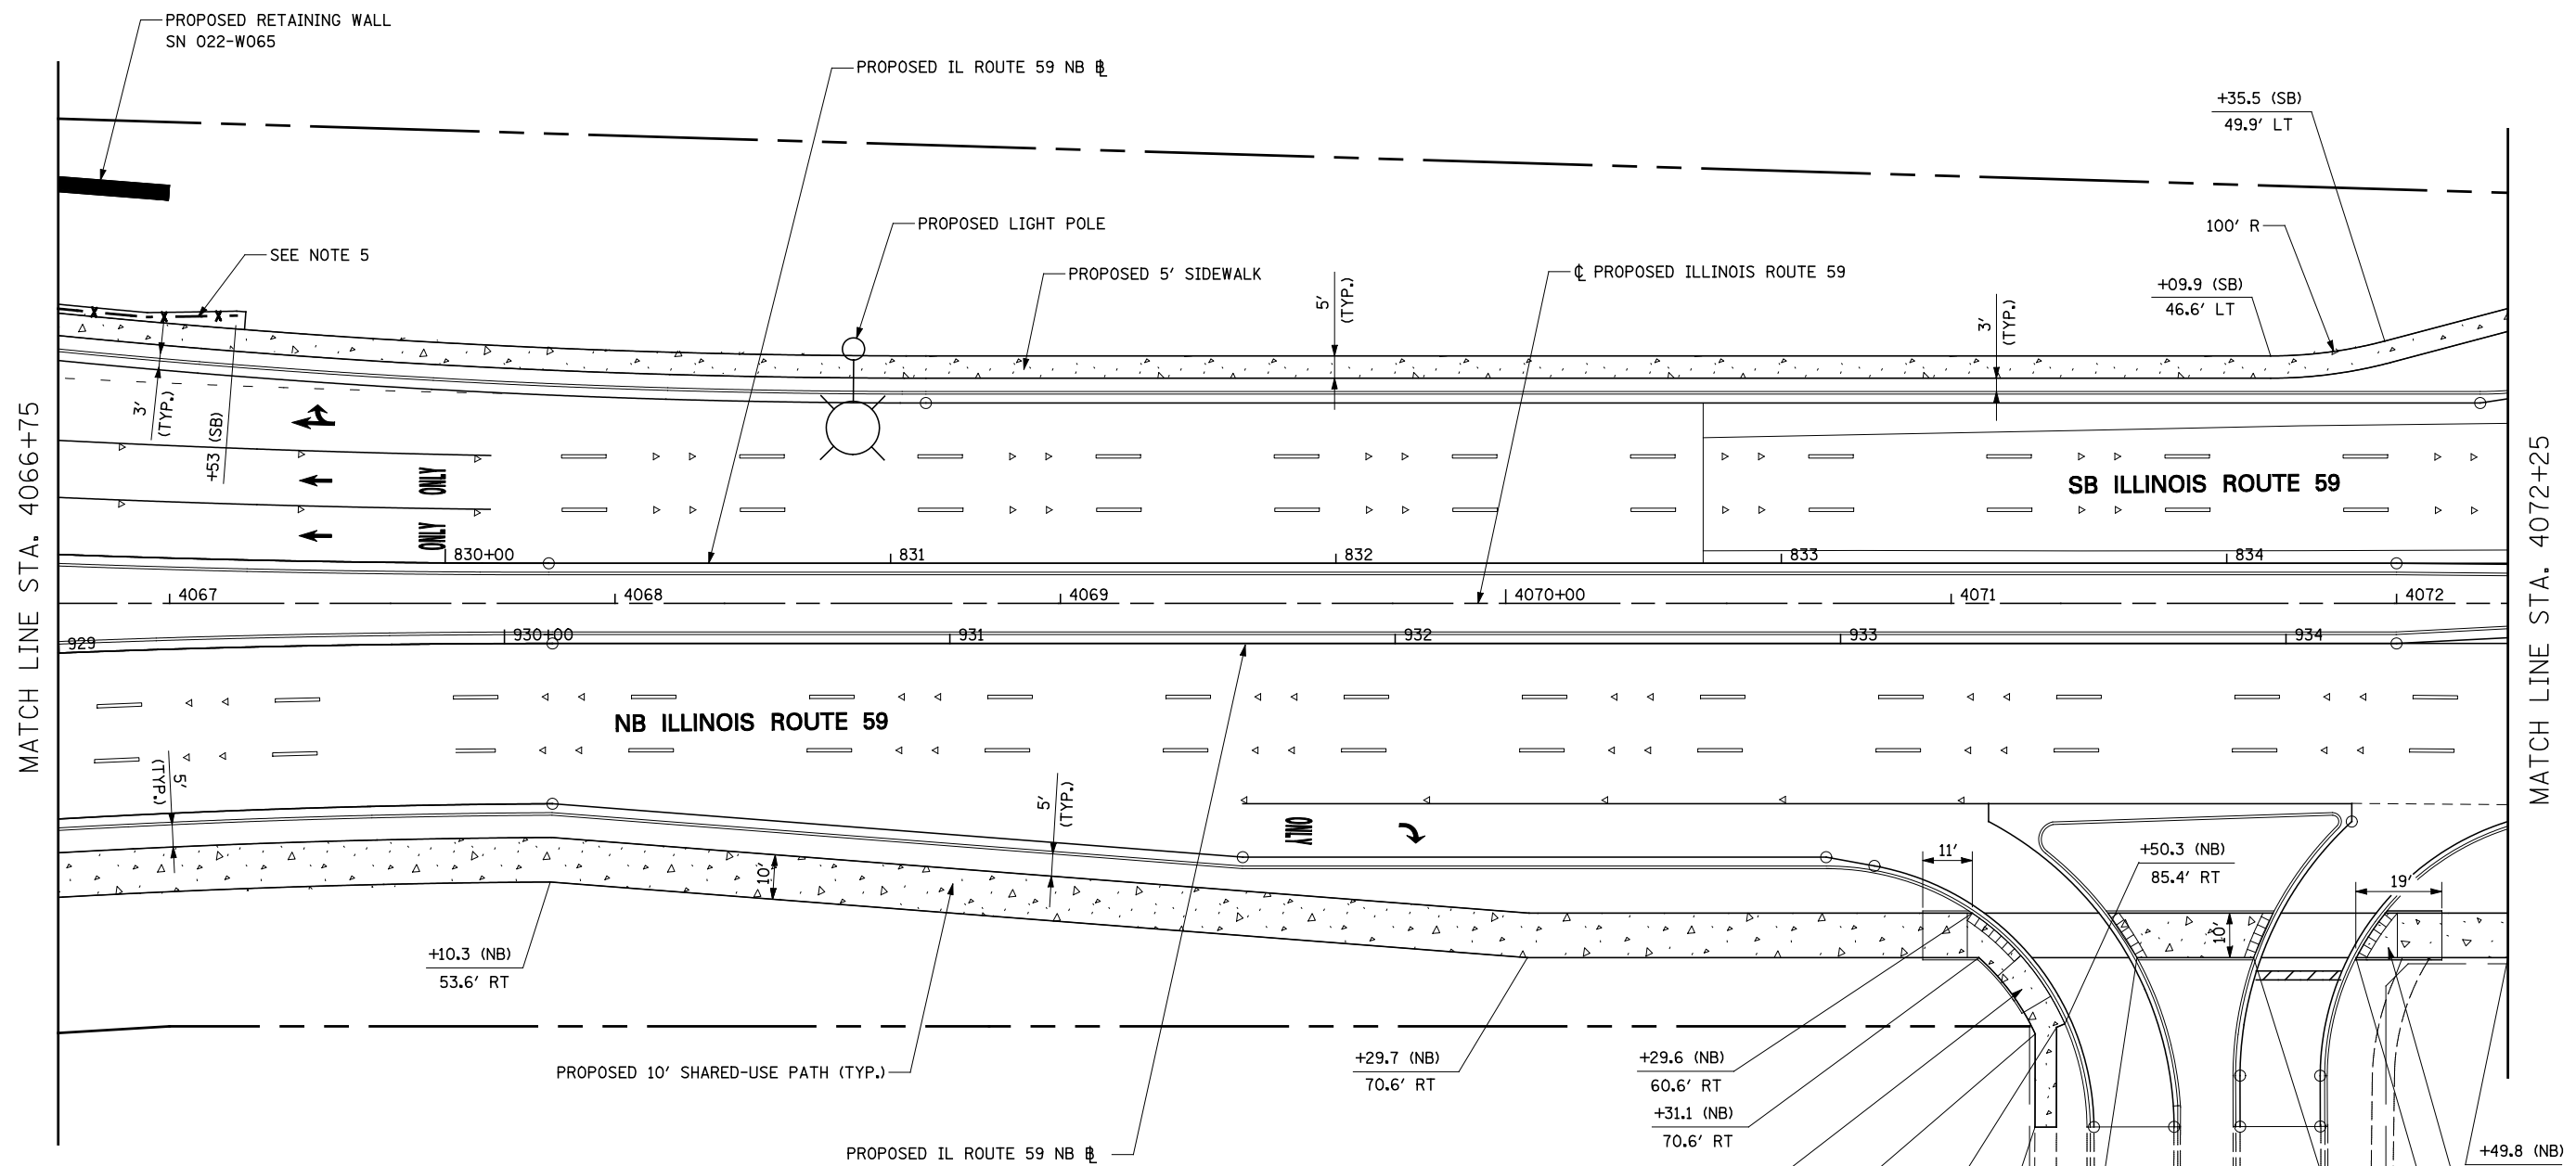 PROPOSED RETAINING WALL
SN 022-W065
PROPOSED IL ROUTE 59 NB ⅊
+35.5 (SB)
49.9' LT
PROPOSED LIGHT POLE
100' R
SEE NOTE 5
PROPOSED 5' SIDEWALK
5'
(TYP.)
℄ PROPOSED ILLINOIS ROUTE 59
+09.9 (SB)
46.6' LT
3'
(TYP.)
3'
(TYP.)
+53 (SB)
MATCH LINE STA. 4066+75
MATCH LINE STA. 4072+25
ONLY
ONLY
SB ILLINOIS ROUTE 59
830+00
831
832
833
834
4067
4068
4069
4070+00
4071
4072
929
930+00
931
932
933
934
NB ILLINOIS ROUTE 59
5'
(TYP.)
5'
(TYP.)
ONLY
10'
11'
+50.3 (NB)
85.4' RT
19'
10'
+10.3 (NB)
53.6' RT
PROPOSED 10' SHARED-USE PATH (TYP.)
+29.7 (NB)
70.6' RT
+29.6 (NB)
60.6' RT
+31.1 (NB)
70.6' RT
PROPOSED IL ROUTE 59 NB ⅊
+49.8 (NB)